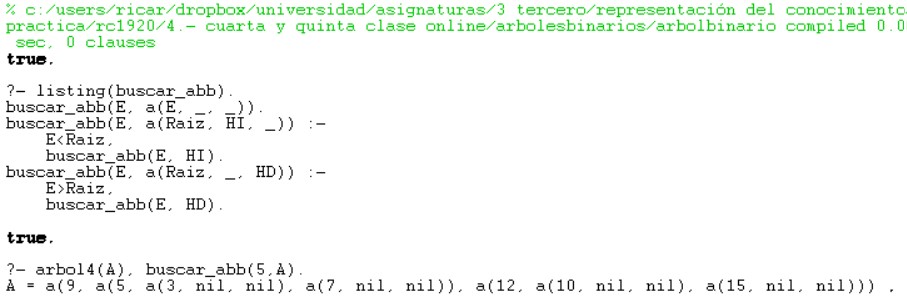 % c:/users/ricar/dropbox/universidad/asignaturas/3 tercero/representación del conocimiento
practica/rc1920/4.- cuarta y quinta clase online/arbolesbinarios/arbolbinario compiled 0.0
sec, 0 clauses
true.
?- listing(buscar_abb).
buscar_abb(E, a(E, _, _)).
buscar_abb(E, a(Raiz, HI, _)) :-
E<Raiz,
buscar_abb(E, HI).
buscar_abb(E, a(Raiz, _, HD)) :-
E>Raiz,
buscar_abb(E, HD).
true.
?- arbol4(A), buscar_abb(5,A).
A = a(9, a(5, a(3, nil, nil), a(7, nil, nil)), a(12, a(10, nil, nil), a(15, nil, nil))) .